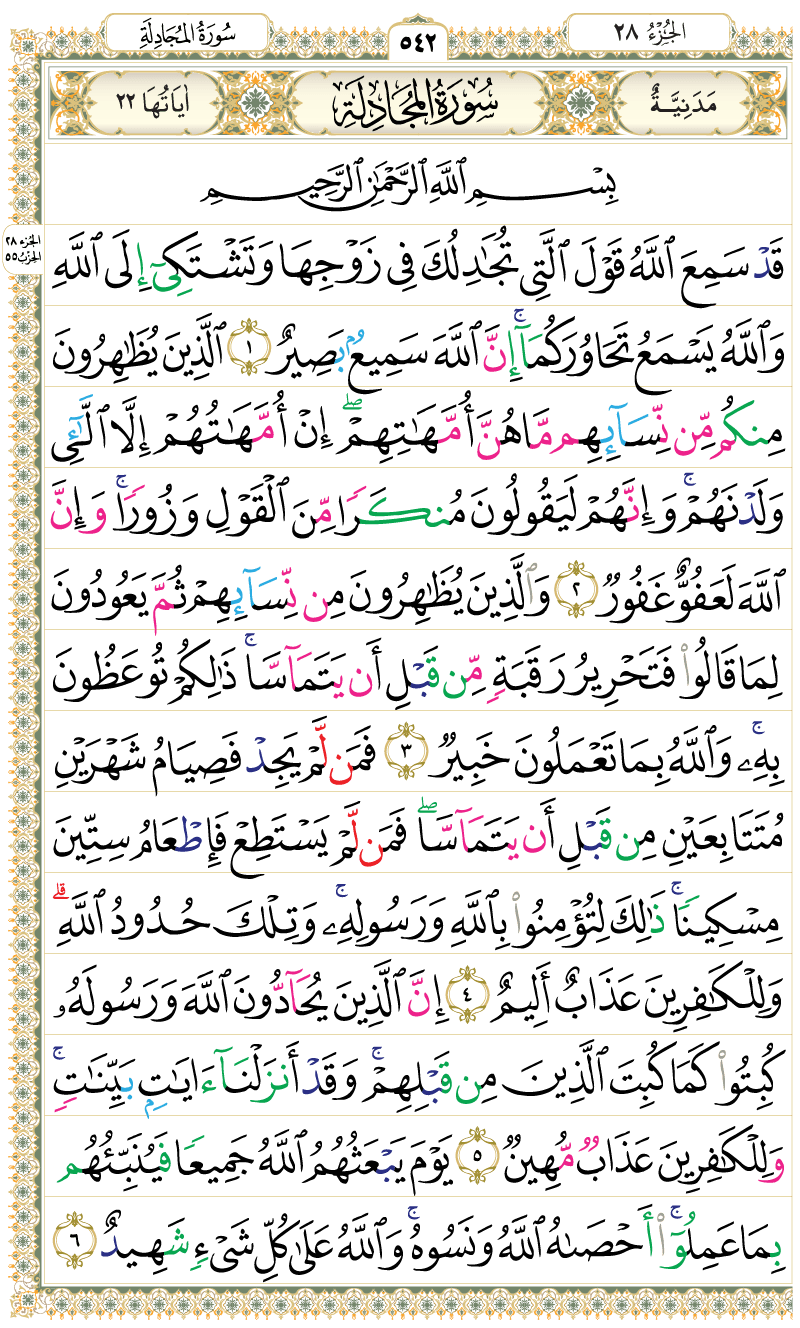 سُورَةُ المُجَادِلَةِ ٥٤٢ الجُزْءُ ٢٨
مَدَنِيَّةٌ سُورَةُ المُجَادِلَةِ اٰيَاتُهَا ٢٢
بِسْمِ ٱللَّهِ ٱلرَّحْمَٰنِ ٱلرَّحِيمِ
الجزء ٢٨
الحزب ٥٥
قَدْ سَمِعَ ٱللَّهُ قَوْلَ ٱلَّتِى تُجَٰدِلُكَ فِى زَوْجِهَا وَتَشْتَكِىٓ إِلَى ٱللَّهِ
وَٱللَّهُ يَسْمَعُ تَحَاوُرَكُمَآۚ إِنَّ ٱللَّهَ سَمِيعٌۢ بَصِيرٌ ١ ٱلَّذِينَ يُظَٰهِرُونَ
مِنكُم مِّن نِّسَآئِهِم مَّا هُنَّ أُمَّهَٰتِهِمْۖ إِنْ أُمَّهَٰتُهُمْ إِلَّا ٱلَّٰٓـِٔى
وَلَدْنَهُمْۚ وَإِنَّهُمْ لَيَقُولُونَ مُنكَرًا مِّنَ ٱلْقَوْلِ وَزُورًاۚ وَإِنَّ
ٱللَّهَ لَعَفُوٌّ غَفُورٌ ٢ وَٱلَّذِينَ يُظَٰهِرُونَ مِن نِّسَآئِهِمْ ثُمَّ يَعُودُونَ
لِمَا قَالُوا۟ فَتَحْرِيرُ رَقَبَةٍ مِّن قَبْلِ أَن يَتَمَآسَّاۚ ذَٰلِكُمْ تُوعَظُونَ
بِهِۦۚ وَٱللَّهُ بِمَا تَعْمَلُونَ خَبِيرٌ ٣ فَمَن لَّمْ يَجِدْ فَصِيَامُ شَهْرَيْنِ
مُتَتَابِعَيْنِ مِن قَبْلِ أَن يَتَمَآسَّاۖ فَمَن لَّمْ يَسْتَطِعْ فَإِطْعَامُ سِتِّينَ
مِسْكِينًاۚ ذَٰلِكَ لِتُؤْمِنُوا۟ بِٱللَّهِ وَرَسُولِهِۦۚ وَتِلْكَ حُدُودُ ٱللَّهِۗ
وَلِلْكَٰفِرِينَ عَذَابٌ أَلِيمٌ ٤ إِنَّ ٱلَّذِينَ يُحَآدُّونَ ٱللَّهَ وَرَسُولَهُۥ
كُبِتُوا۟ كَمَا كُبِتَ ٱلَّذِينَ مِن قَبْلِهِمْۚ وَقَدْ أَنزَلْنَآ ءَايَٰتٍۭ بَيِّنَٰتٍۚ
وَلِلْكَٰفِرِينَ عَذَابٌ مُّهِينٌ ٥ يَوْمَ يَبْعَثُهُمُ ٱللَّهُ جَمِيعًا فَيُنَبِّئُهُم
بِمَا عَمِلُوٓا۟ۚ أَحْصَىٰهُ ٱللَّهُ وَنَسُوهُۚ وَٱللَّهُ عَلَىٰ كُلِّ شَىْءٍ شَهِيدٌ ٦